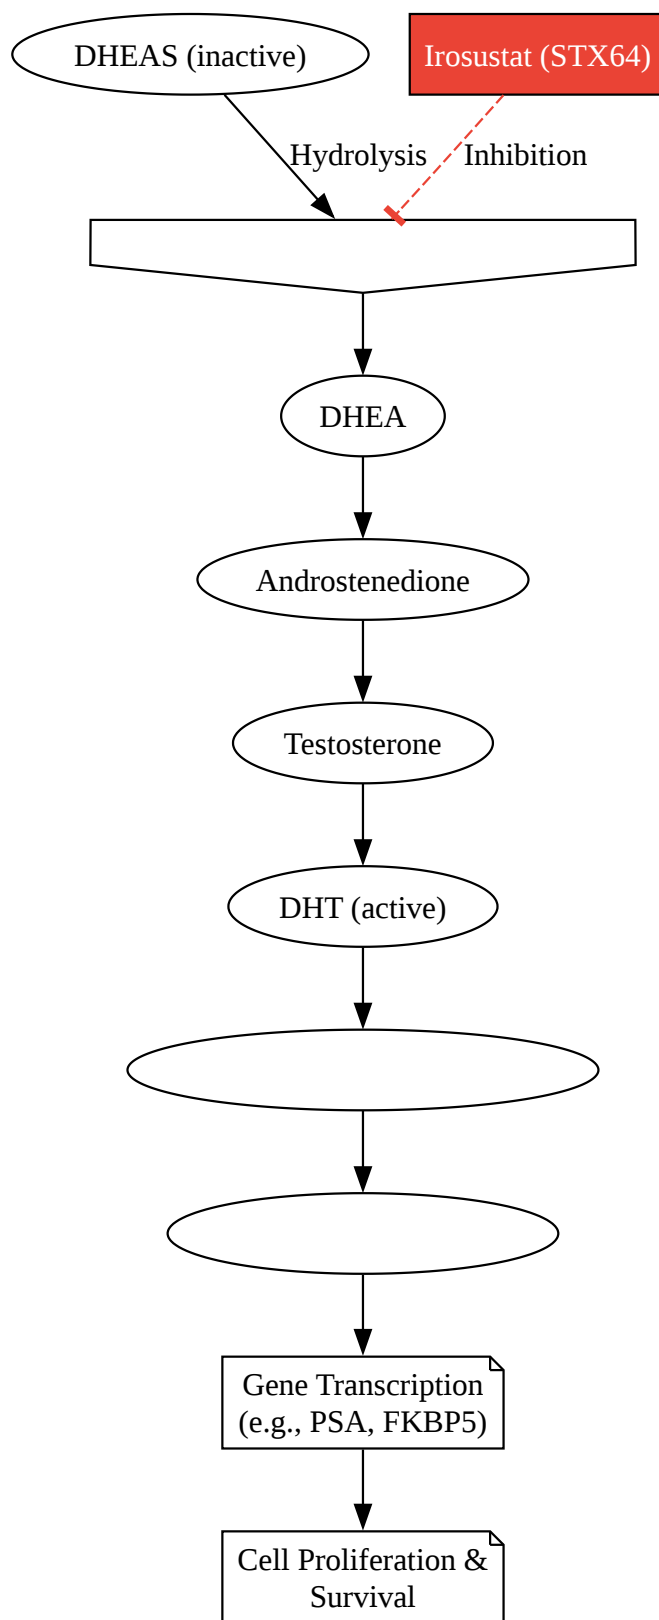 DHEAS (inactive)
Irosustat (STX64)
Hydrolysis
Inhibition
DHEA
Androstenedione
Testosterone
DHT (active)
Gene Transcription
(e.g., PSA, FKBP5)
Cell Proliferation &
Survival